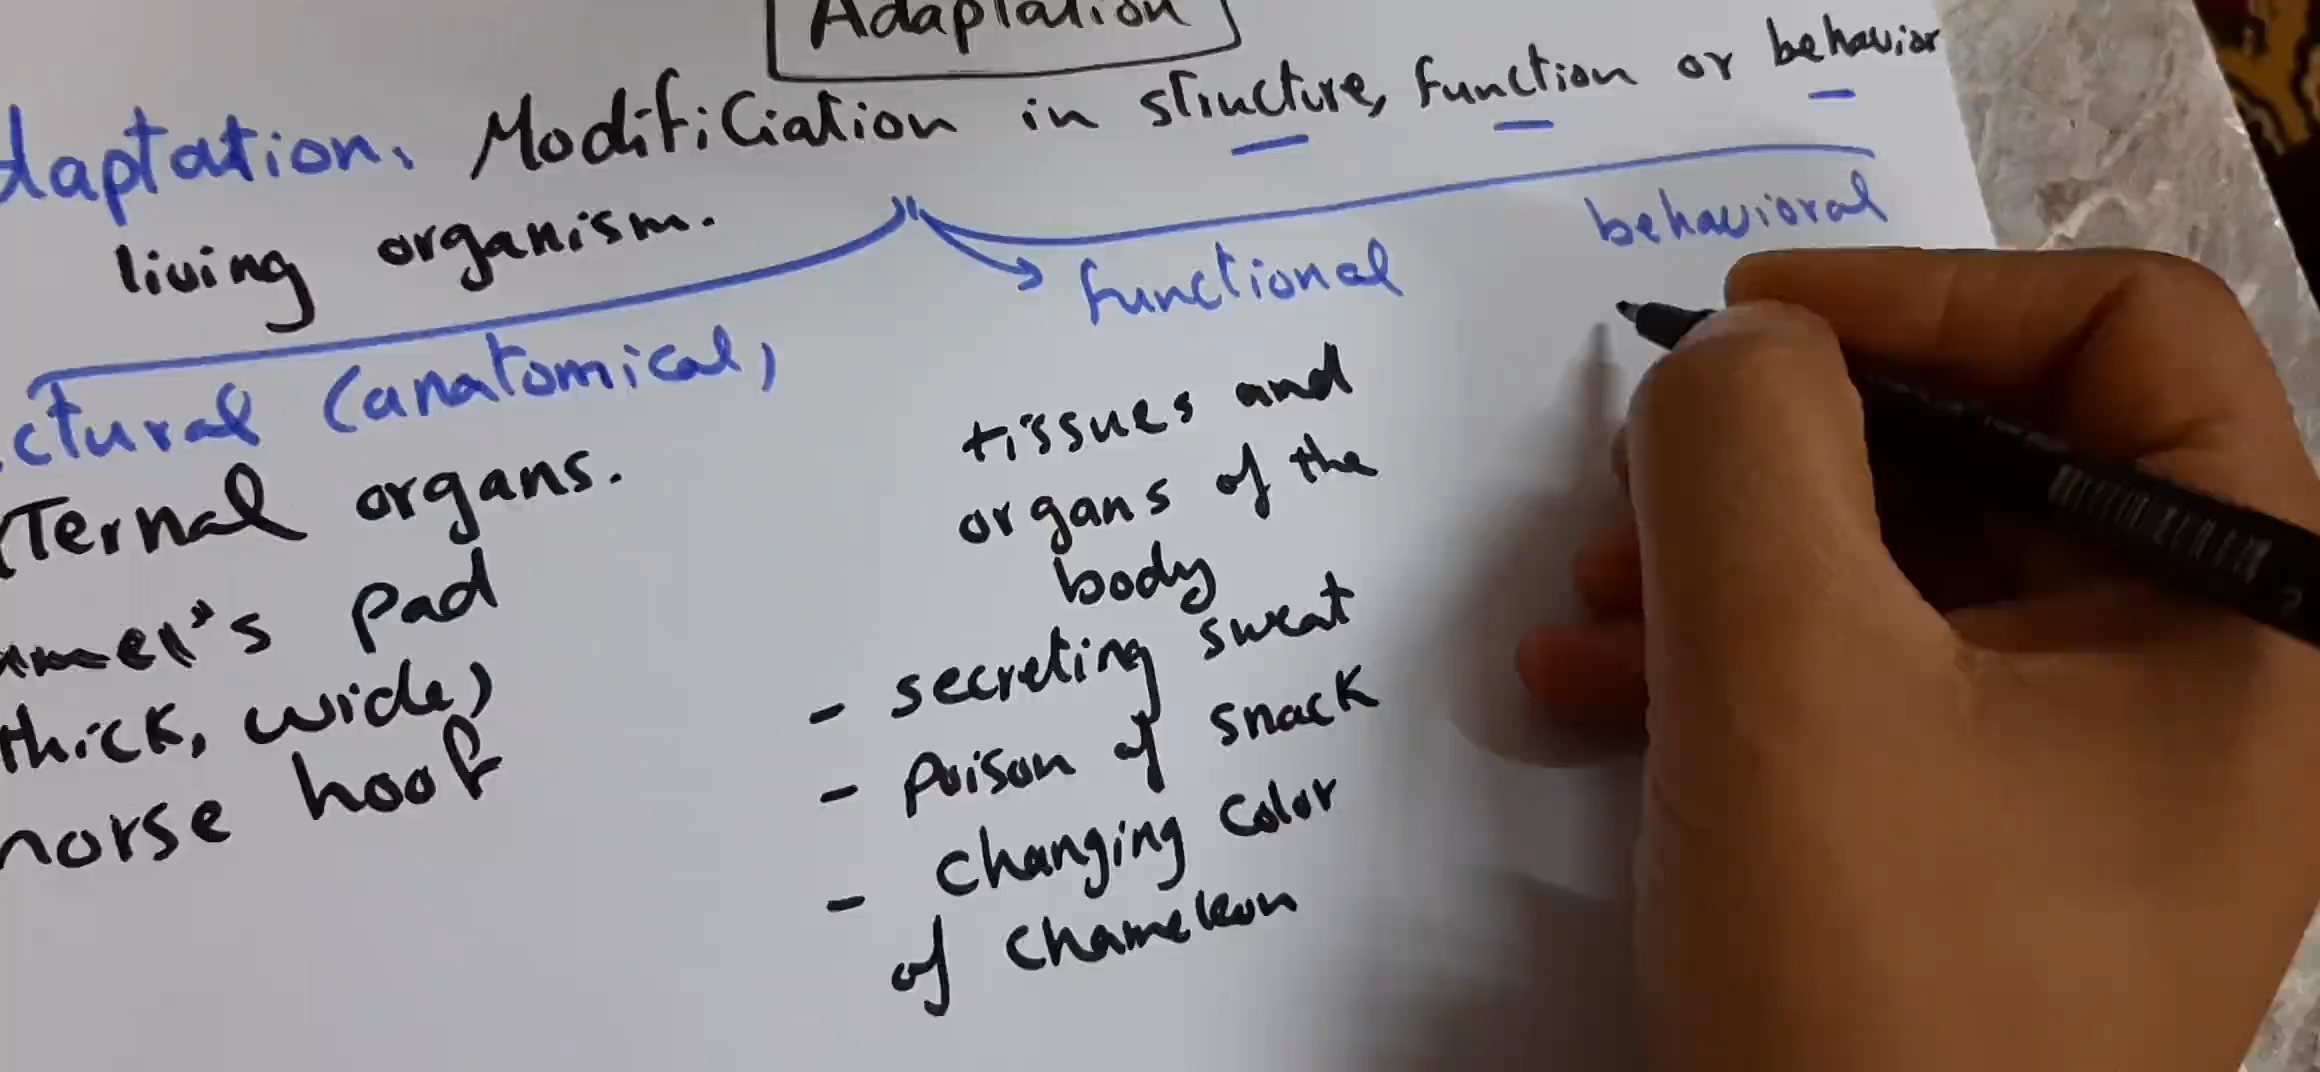 Adaptation
daptation. Modificiation in structure, function or behavior
living organism.
ctural (anatomical)
functional
behavioral
ternal organs.
tissues and
organs of the
body
amel's pad
thick, wide)
horse hoof
- secreting sweat
- poison of snack
- changing color
of chameleon